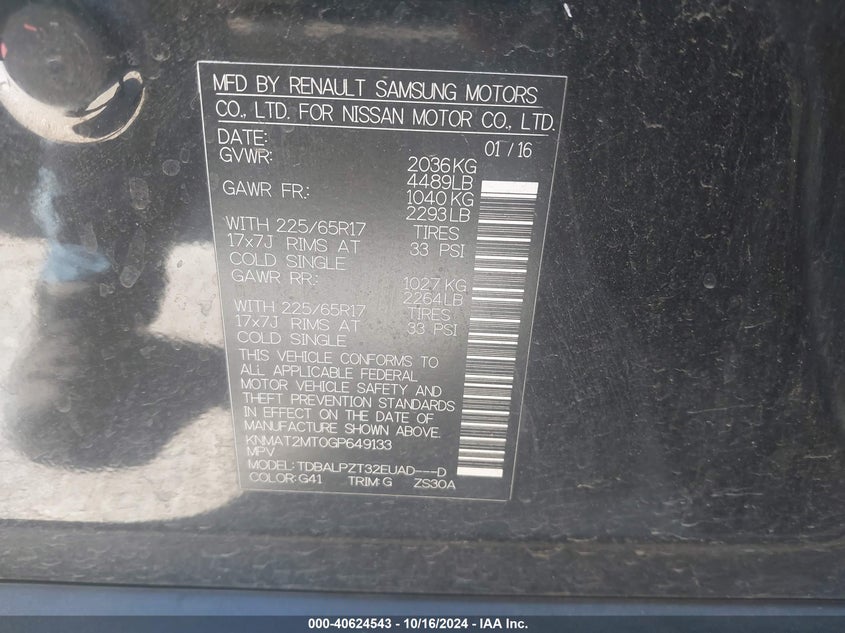 MFD BY RENAULT SAMSUNG MOTORS
CO., LTD. FOR NISSAN MOTOR CO., LTD.
DATE: 01 / 16
GVWR: 2036KG
4489LB
GAWR FR.: 1040KG
2293LB
WITH 225/65R17 TIRES
17x7J RIMS AT 33 PSI
COLD SINGLE
GAWR RR.: 1027KG
2264LB
WITH 225/65R17 TIRES
17x7J RIMS AT 33 PSI
COLD SINGLE
THIS VEHICLE CONFORMS TO
ALL APPLICABLE FEDERAL
MOTOR VEHICLE SAFETY AND
THEFT PREVENTION STANDARDS
IN EFFECT ON THE DATE OF
MANUFACTURE SHOWN ABOVE.
KNMAT2MT0GP649133
MPV
MODEL: TDBALPZT32EUAD---D
COLOR: G41 TRIM: G ZS30A
000-40624543 - 10/16/2024 - IAA Inc.